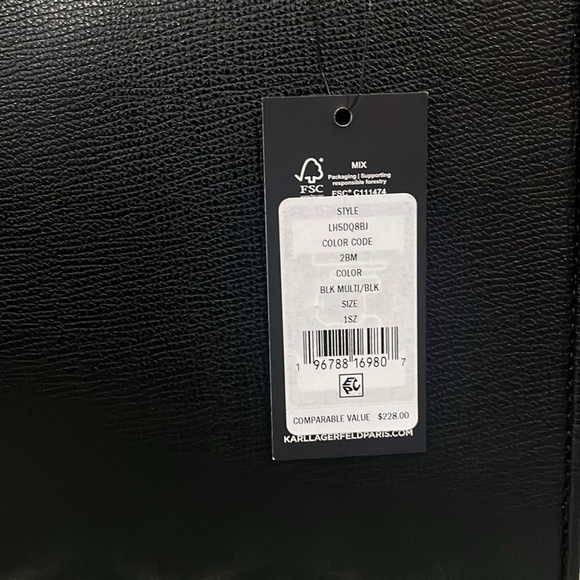 MIX
Packaging | Supporting
responsible forestry
FSC
FSC® C111474
STYLE
LH5DQ8BJ
COLOR CODE
2BM
COLOR
BLK MULTI/BLK
SIZE
1SZ
1 96788 16980 7
EPC
COMPARABLE VALUE $228.00
KARLLAGERFELDPARIS.COM